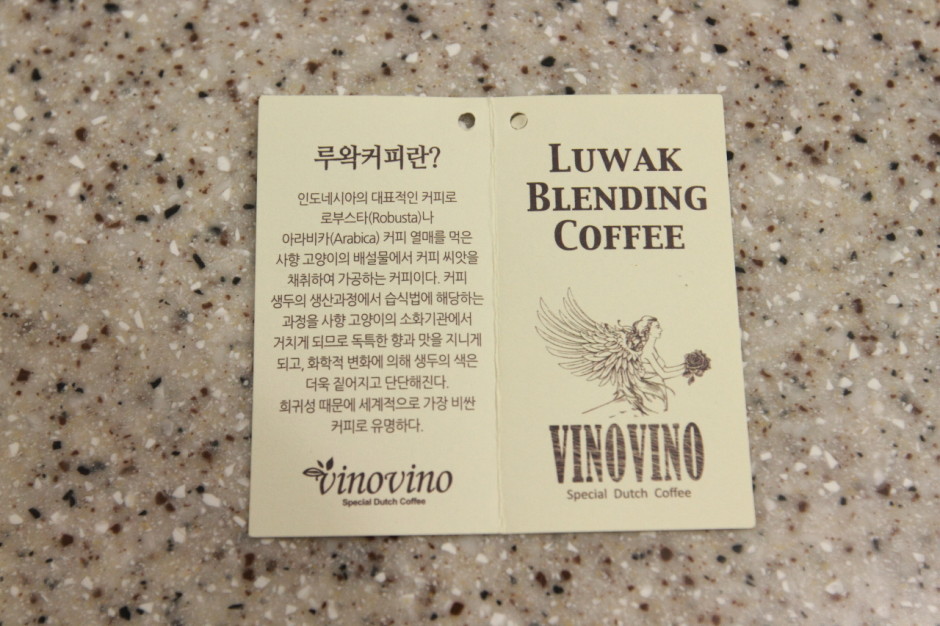 루왁커피란?
인도네시아의 대표적인 커피로
로부스타(Robusta)나
아라비카(Arabica) 커피 열매를 먹은
사향 고양이의 배설물에서 커피 씨앗을
채취하여 가공하는 커피이다. 커피
생두의 생산과정에서 습식법에 해당하는
과정을 사향 고양이의 소화기관에서
거치게 되므로 독특한 향과 맛을 지니게
되고, 화학적 변화에 의해 생두의 색은
더욱 짙어지고 단단해진다.
희귀성 때문에 세계적으로 가장 비싼
커피로 유명하다.
vinovino
Special Dutch Coffee
LUWAK
BLENDING
COFFEE
VINOVINO
Special Dutch Coffee